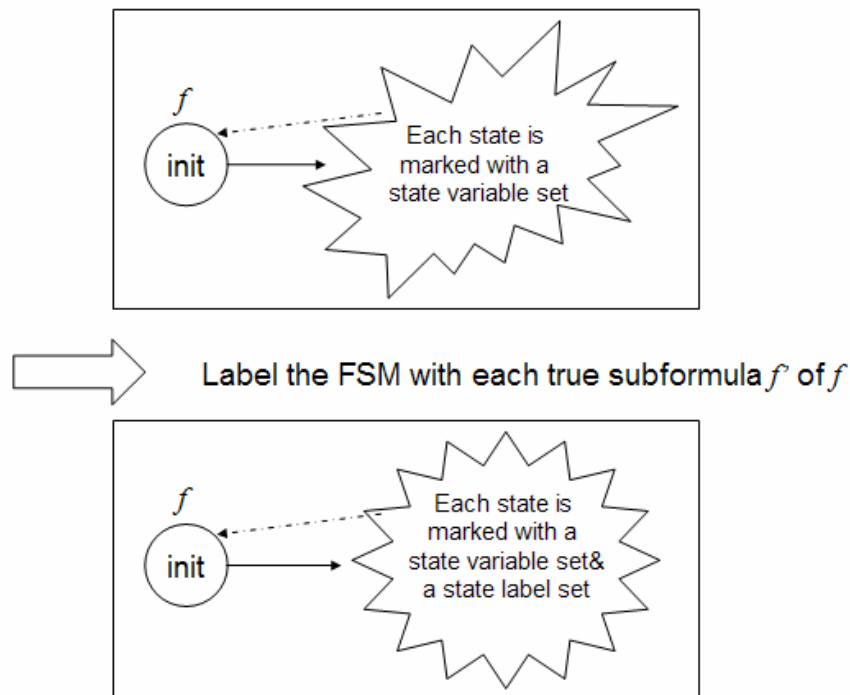 f
init
Each state is
marked with a
state variable set
Label the FSM with each true subformula f' of f
f
init
Each state is
marked with a
state variable set&
a state label set